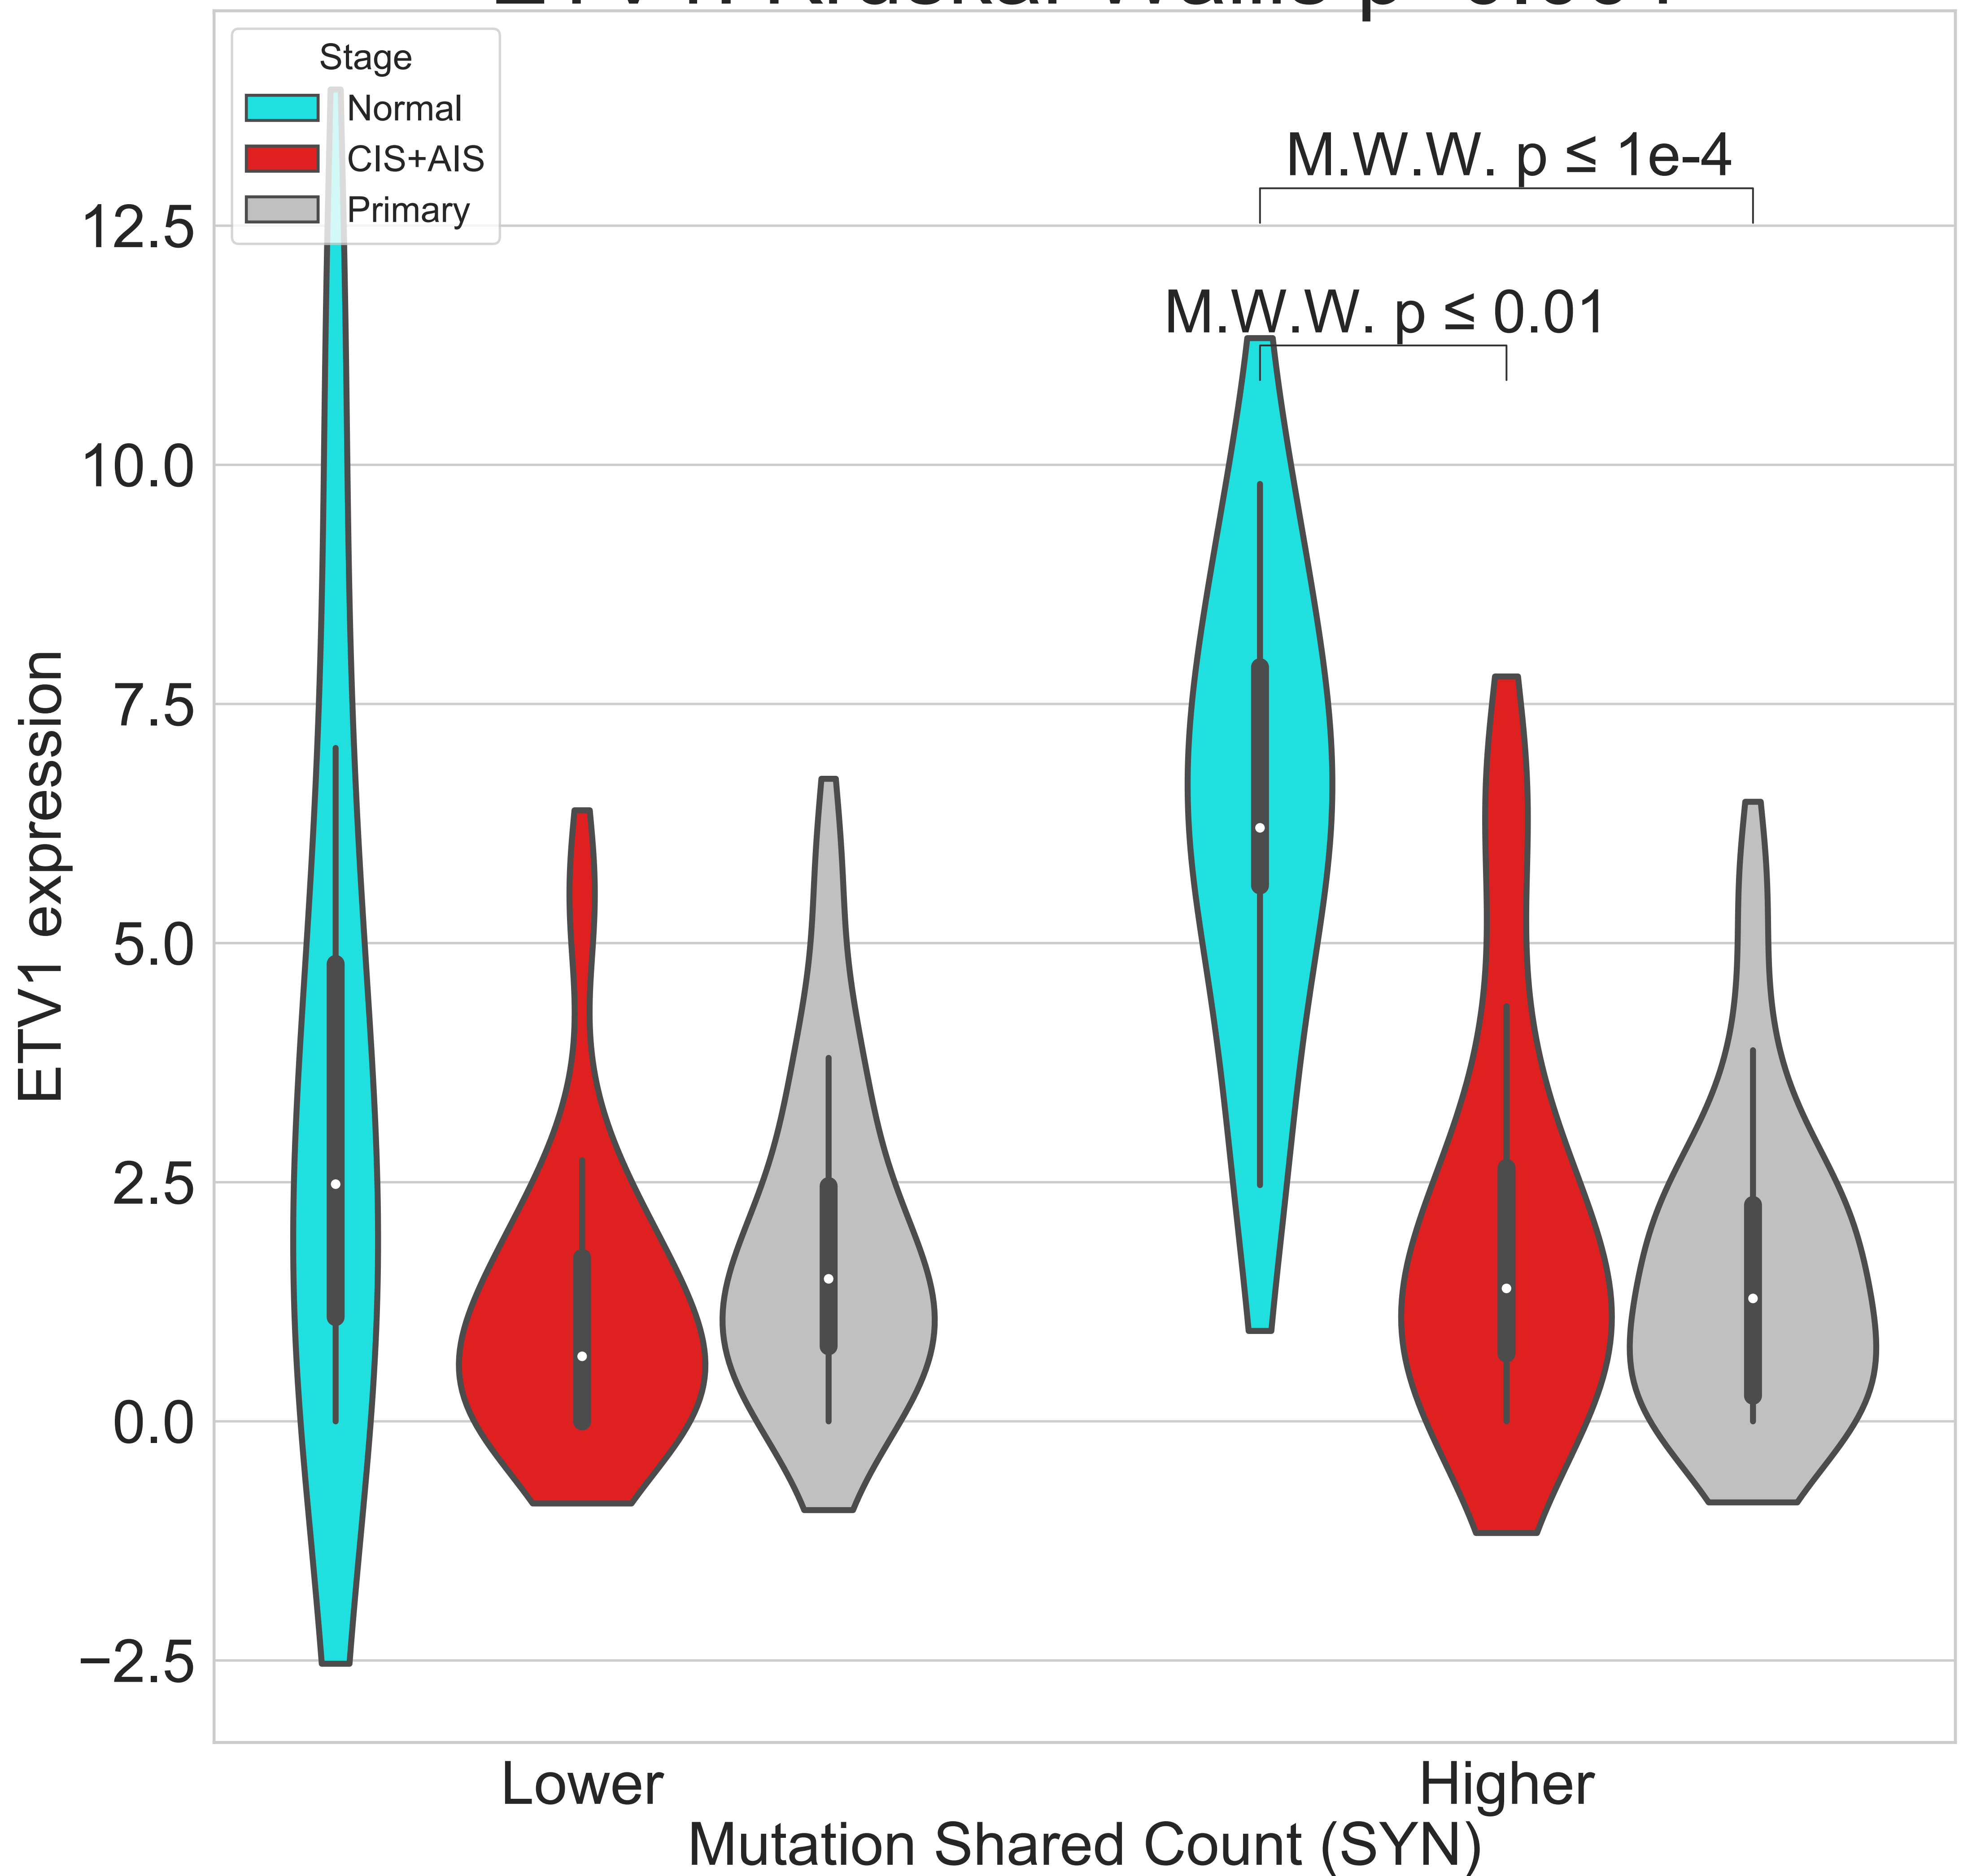 Stage
Normal
CIS+AIS
Primary
M.W.W. p ≤ 1e-4
M.W.W. p ≤ 0.01
12.5
10.0
7.5
5.0
2.5
0.0
−2.5
ETV1 expression
Lower
Higher
Mutation Shared Count (SYN)